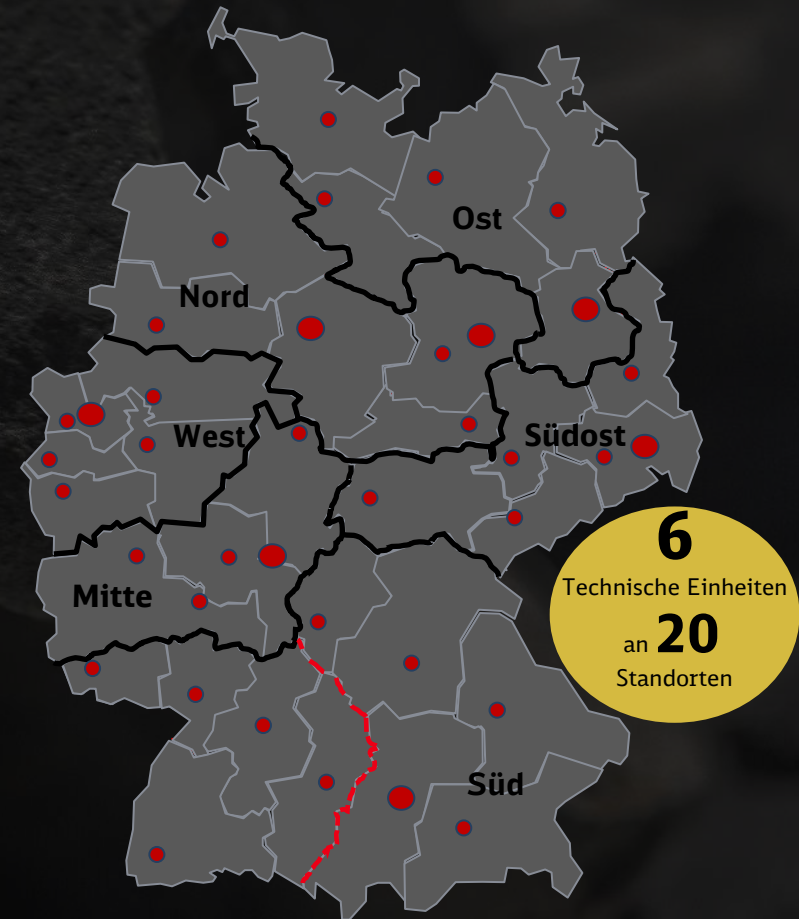 Ost
Nord
West
Südost
Mitte
Süd
6
Technische Einheiten
an 20
Standorten